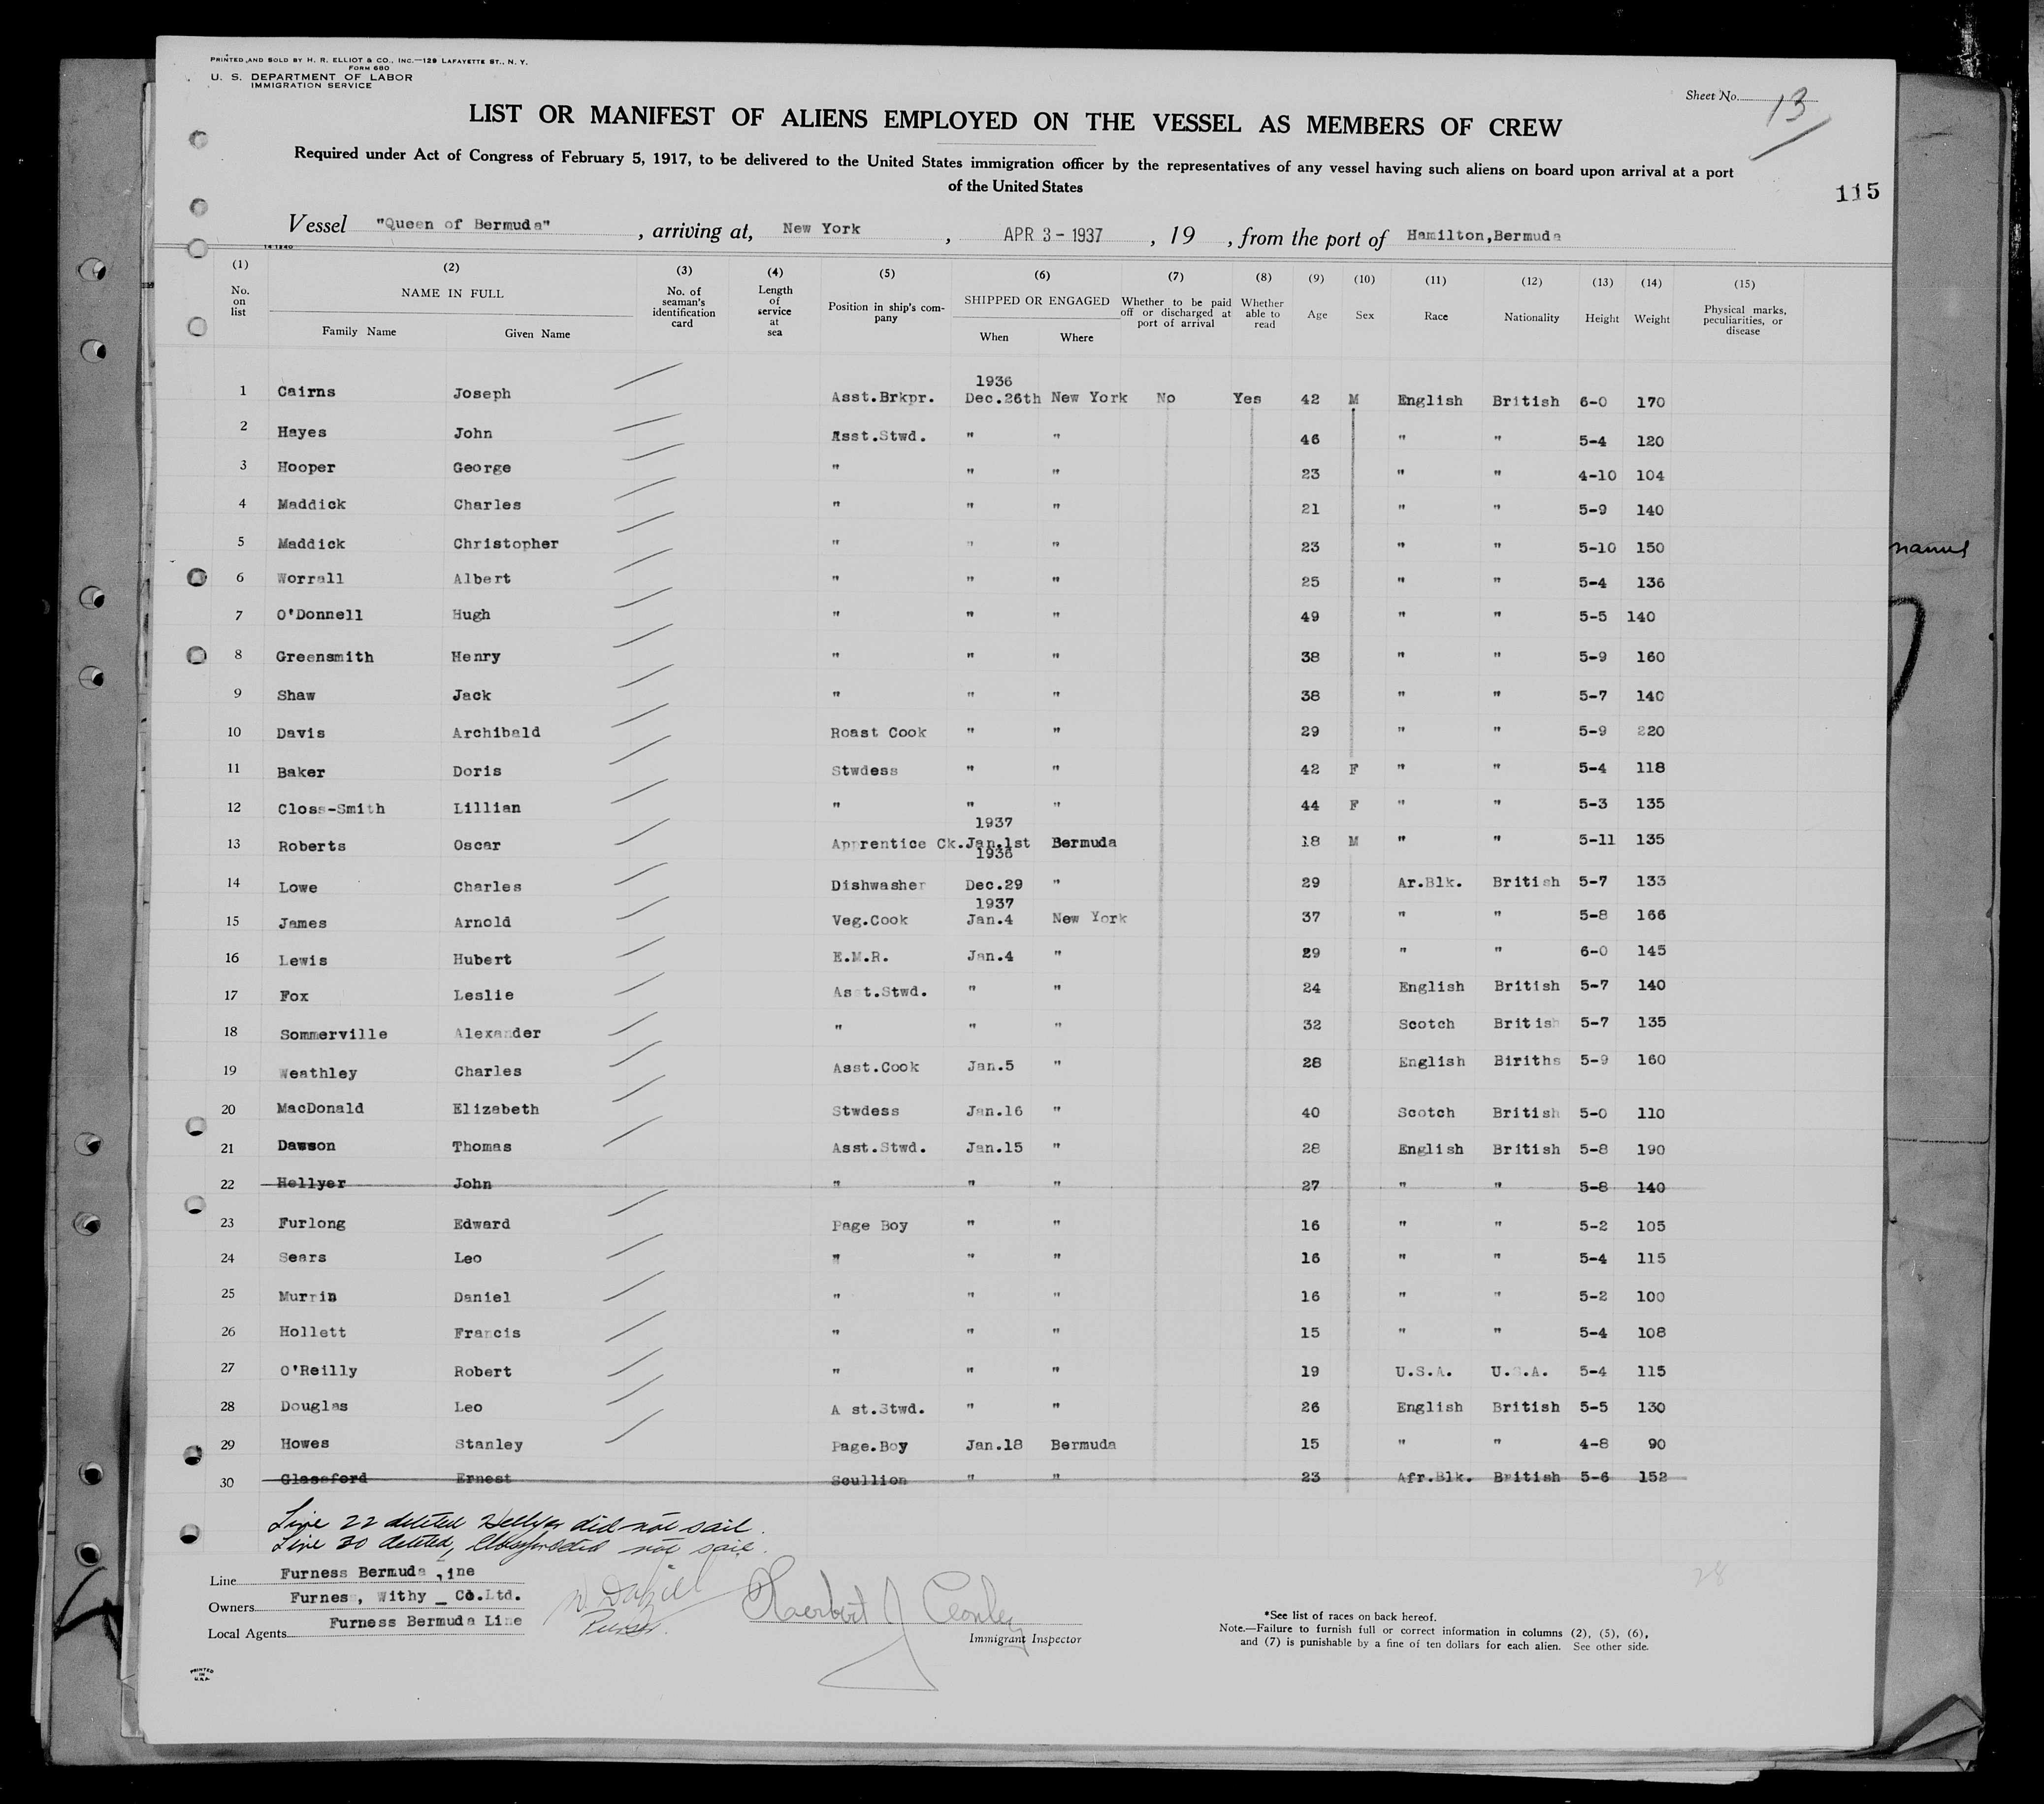 PRINTED AND SOLD BY H. R. ELLIOT & CO., INC.—129 LAFAYETTE ST., N. Y.
FORM 680
U. S. DEPARTMENT OF LABOR
IMMIGRATION SERVICE
Sheet No. 13
LIST OR MANIFEST OF ALIENS EMPLOYED ON THE VESSEL AS MEMBERS OF CREW
Required under Act of Congress of February 5, 1917, to be delivered to the United States immigration officer by the representatives of any vessel having such aliens on board upon arrival at a port
of the United States
115
Vessel "Queen of Bermuda", arriving at, New York, APR 3 - 1937, 19 , from the port of Hamilton,Bermuda
14-1240
(1) (2) (3) (4) (5) (6) (7) (8) (9) (10) (11) (12) (13) (14) (15)
No. on list NAME IN FULL Family Name Given Name No. of seaman's identification card Length of service at sea Position in ship's company SHIPPED OR ENGAGED When Where Whether to be paid off or discharged at port of arrival Whether able to read Age Sex Race Nationality Height Weight Physical marks, peculiarities, or disease
1936
1 Cairns Joseph Asst.Brkpr. Dec.26th New York No Yes 42 M English British 6-0 170
2 Hayes John Asst.Stwd. " " 46 " " 5-4 120
3 Hooper George " " " 23 " " 4-10 104
4 Maddick Charles " " " 21 " " 5-9 140
5 Maddick Christopher " " " 23 " " 5-10 150
6 Worrall Albert " " " 25 " " 5-4 136
7 O'Donnell Hugh " " " 49 " " 5-5 140
8 Greensmith Henry " " " 38 " " 5-9 160
9 Shaw Jack " " " 38 " " 5-7 140
10 Davis Archibald Roast Cook " " 29 " " 5-9 220
11 Baker Doris Stwdess " " 42 F " " 5-4 118
12 Closs-Smith Lillian " " " 44 F " " 5-3 135
1937
13 Roberts Oscar Apprentice Ck. Jan.1st Bermuda 18 M " " 5-11 135
1936
14 Lowe Charles Dishwasher Dec.29 " 29 Ar.Blk. British 5-7 133
1937
15 James Arnold Veg.Cook Jan.4 New York 37 " " 5-8 166
16 Lewis Hubert E.M.R. Jan.4 " 29 " " 6-0 145
17 Fox Leslie Asst.Stwd. " " 24 English British 5-7 140
18 Sommerville Alexander " " " 32 Scotch British 5-7 135
19 Weathley Charles Asst.Cook Jan.5 " 28 English Biriths 5-9 160
20 MacDonald Elizabeth Stwdess Jan.16 " 40 Scotch British 5-0 110
21 Dawson Thomas Asst.Stwd. Jan.15 " 28 English British 5-8 190
22 Hellyer John " " " 27 " " 5-8 140
23 Furlong Edward Page Boy " " 16 " " 5-2 105
24 Sears Leo " " " 16 " " 5-4 115
25 Murrin Daniel " " " 16 " " 5-2 100
26 Hollett Francis " " " 15 " " 5-4 108
27 O'Reilly Robert " " " 19 U.S.A. U.S.A. 5-4 115
28 Douglas Leo A st.Stwd. " " 26 English British 5-5 130
29 Howes Stanley Page.Boy Jan.18 Bermuda 15 " " 4-8 90
30 Glassford Ernest Scullion " " 23 Afr.Blk. British 5-6 152
Line 22 deleted Hellyer did not sail.
Line 30 deleted, Glassford did not sail.
28
Line Furness Bermuda ine
Owners Furness, Withy _ Co.Ltd.
Local Agents Furness Bermuda Line
Purser.
Immigrant Inspector
*See list of races on back hereof.
Note.—Failure to furnish full or correct information in columns (2), (5), (6),
and (7) is punishable by a fine of ten dollars for each alien. See other side.
PRINTED
IN
U.S.A.